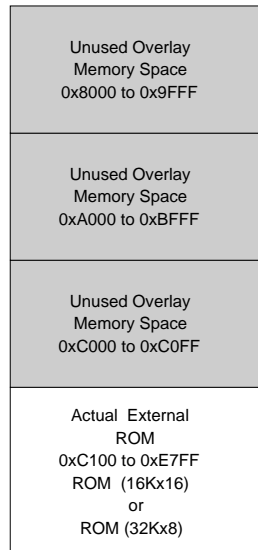 Unused Overlay
Memory Space
0x8000 to 0x9FFF
Unused Overlay
Memory Space
0xA000 to 0xBFFF
Unused Overlay
Memory Space
0xC000 to 0xC0FF
Actual External
ROM
0xC100 to 0xE7FF
ROM (16Kx16)
or
ROM (32Kx8)